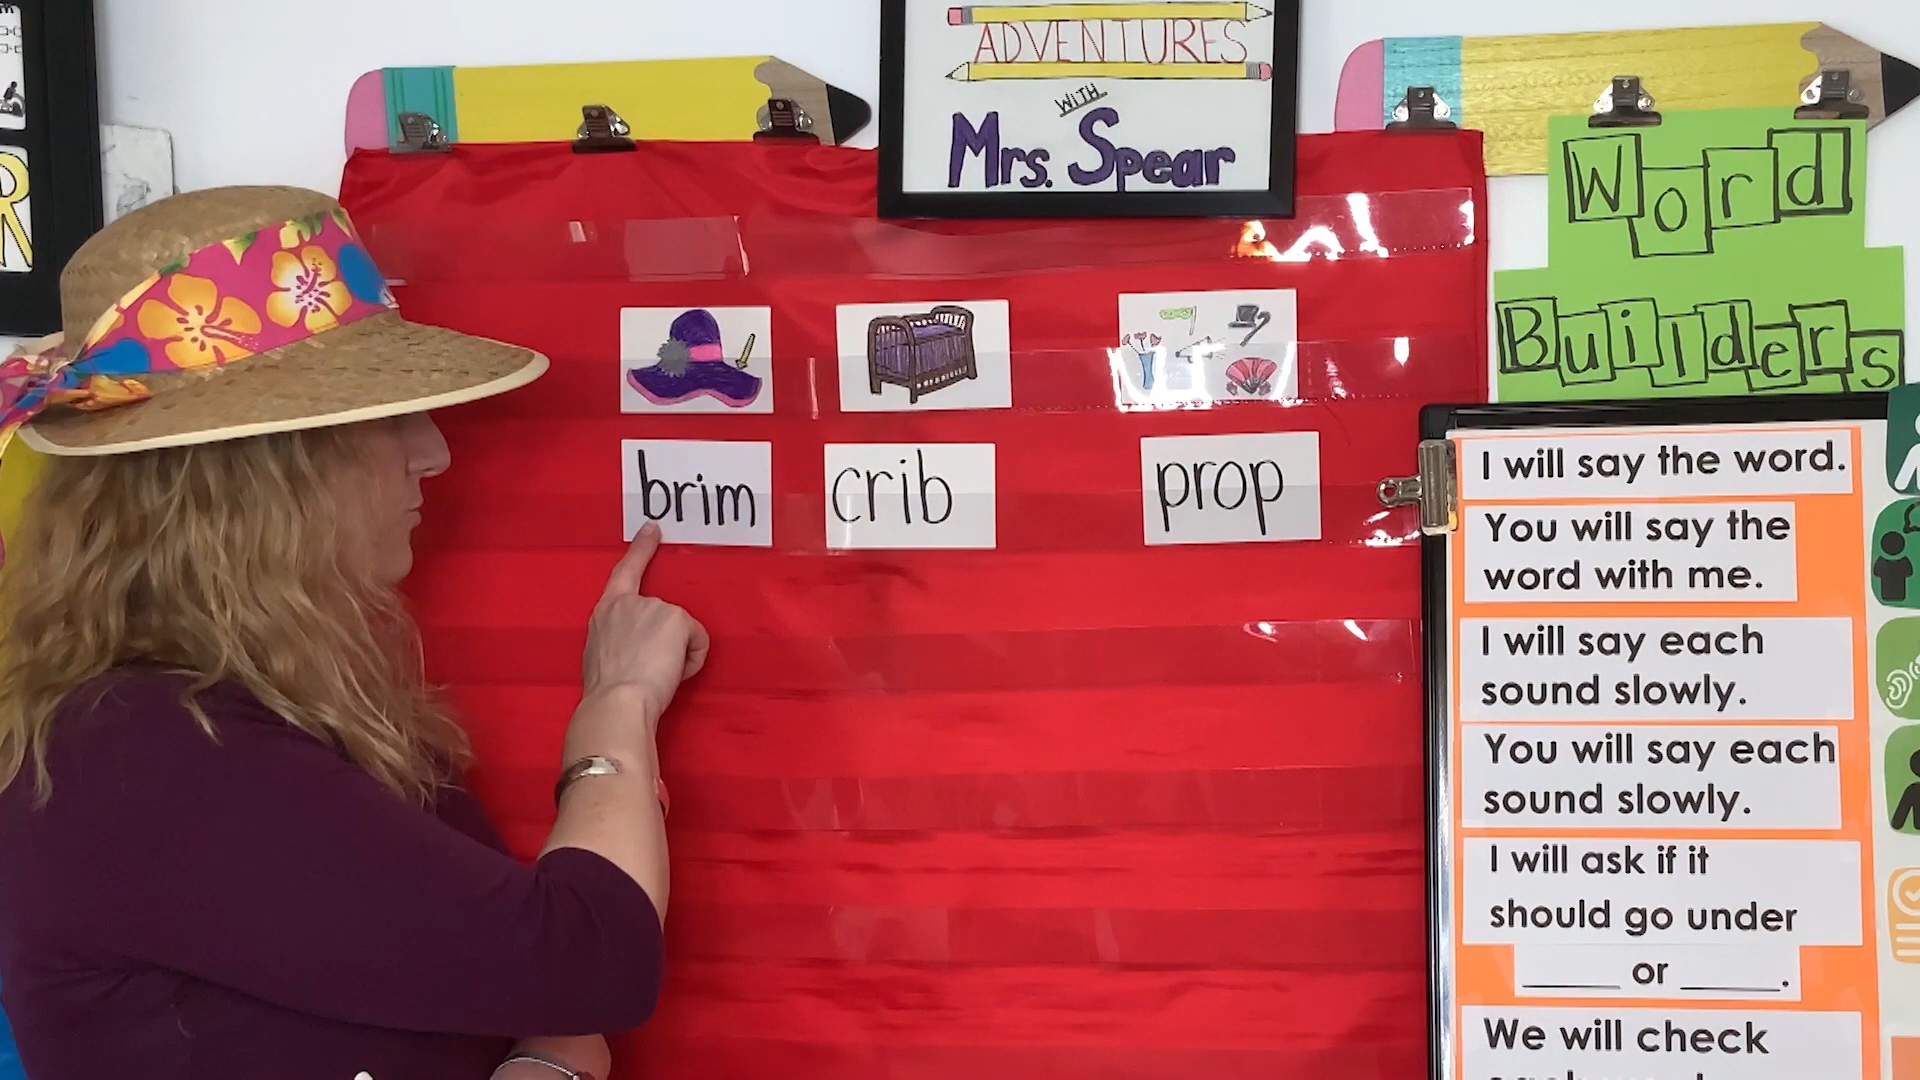 ADVENTURES
WITH
Mrs. Spear
Word
Builders
brim
crib
prop
I will say the word.
You will say the
word with me.
I will say each
sound slowly.
You will say each
sound slowly.
I will ask if it
should go under
______ or ______.
We will check